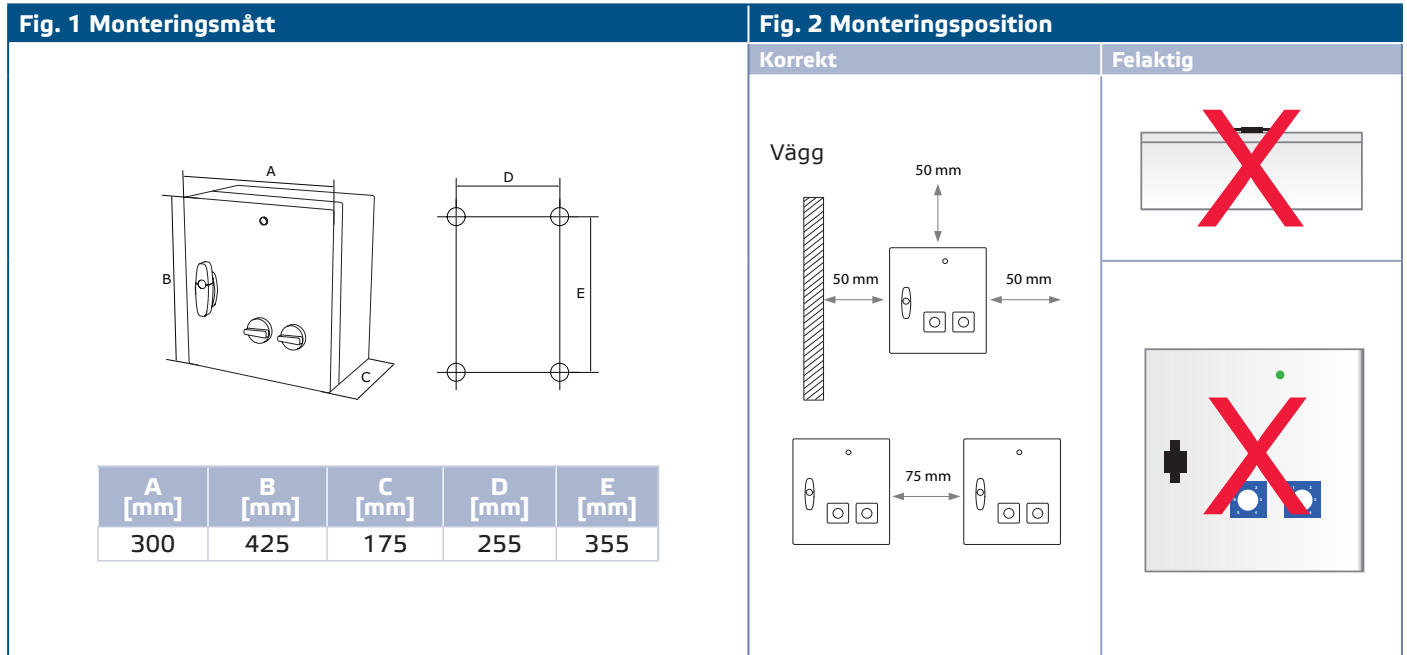 Fig. 1 Monteringsmått
A
B
C
D
E
A [mm] B [mm] C [mm] D [mm] E [mm]
300 425 175 255 355
Fig. 2 Monteringsposition
Korrekt Felaktig
Vägg
50 mm
50 mm 50 mm
75 mm